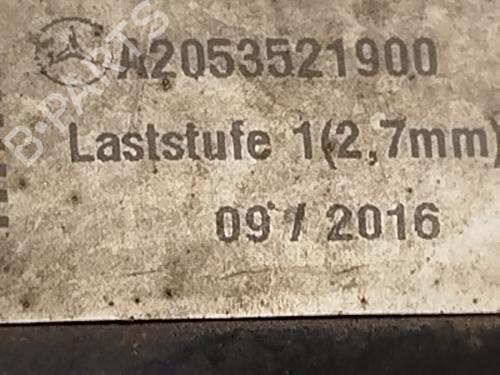 A2053521900
Laststufe 1(2,7mm)
09 / 2016
B-PARTS